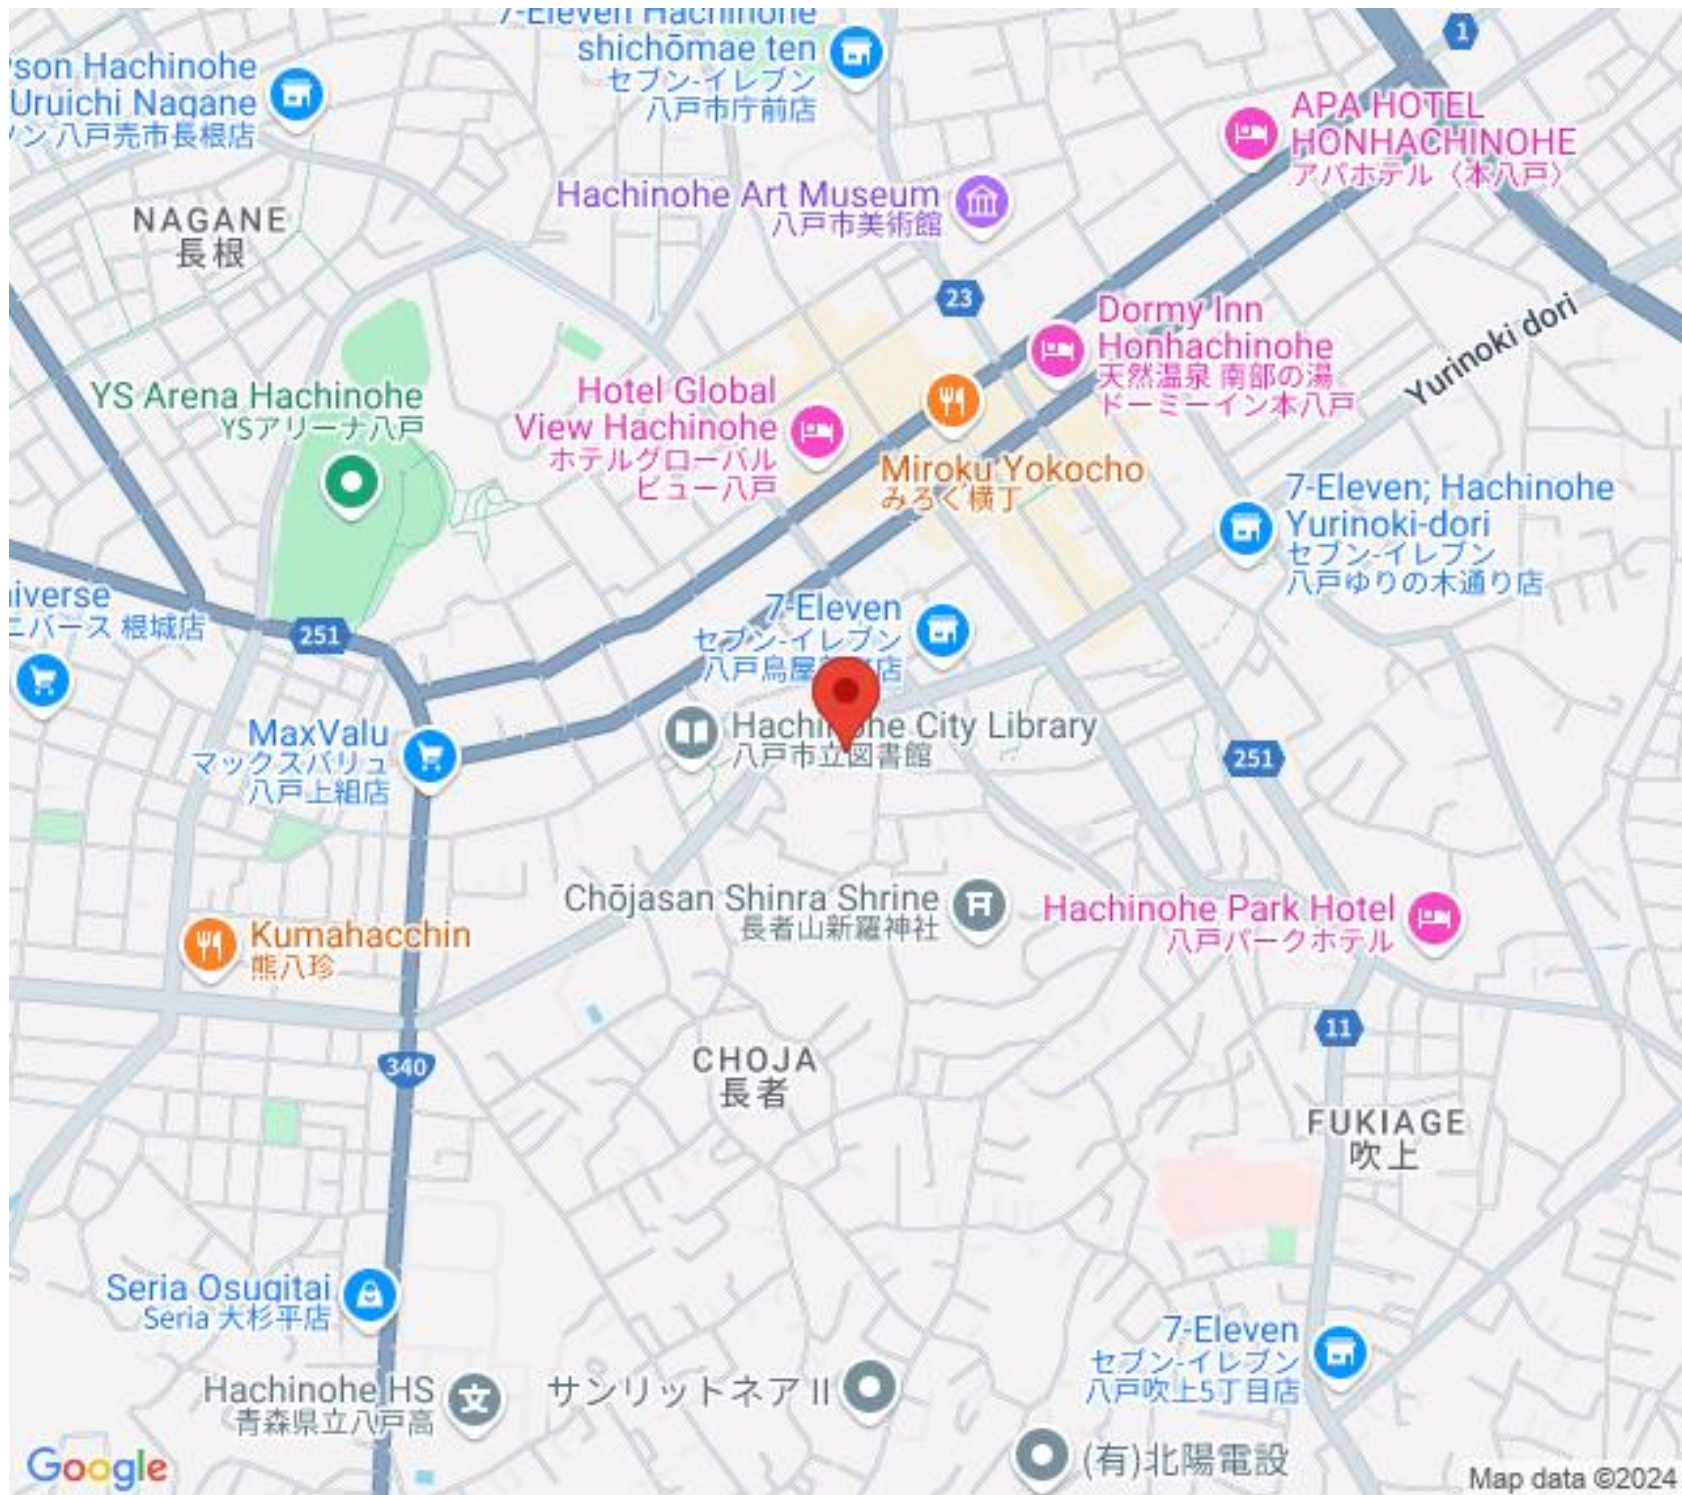 7-Eleven Hachinohe
shichōmae ten
セブン-イレブン
八戸市庁前店
son Hachinohe
Uruichi Nagane
ン 八戸売市長根店
1
APA HOTEL
HONHACHINOHE
アパホテル〈本八戸〉
Hachinohe Art Museum
八戸市美術館
NAGANE
長根
23
Dormy Inn
Honhachinohe
天然温泉 南部の湯
ドーミーイン本八戸
Yurinoki dori
YS Arena Hachinohe
YSアリーナ八戸
Hotel Global
View Hachinohe
ホテルグローバル
ビュー八戸
Miroku Yokocho
みろく横丁
7-Eleven; Hachinohe
Yurinoki-dori
セブン-イレブン
八戸ゆりの木通り店
iverse
ニバース 根城店
251
7-Eleven
セブン-イレブン
八戸鳥屋 店
MaxValu
マックスバリュ
八戸上組店
Hachinohe City Library
八戸市立図書館
251
Chōjasan Shinra Shrine
長者山新羅神社
Hachinohe Park Hotel
八戸パークホテル
Kumahacchin
熊八珍
11
340
CHOJA
長者
FUKIAGE
吹上
Seria Osugitai
Seria 大杉平店
7-Eleven
セブン-イレブン
八戸吹上5丁目店
Hachinohe HS
青森県立八戸高
サンリットネア II
(有)北陽電設
Google
Map data ©2024